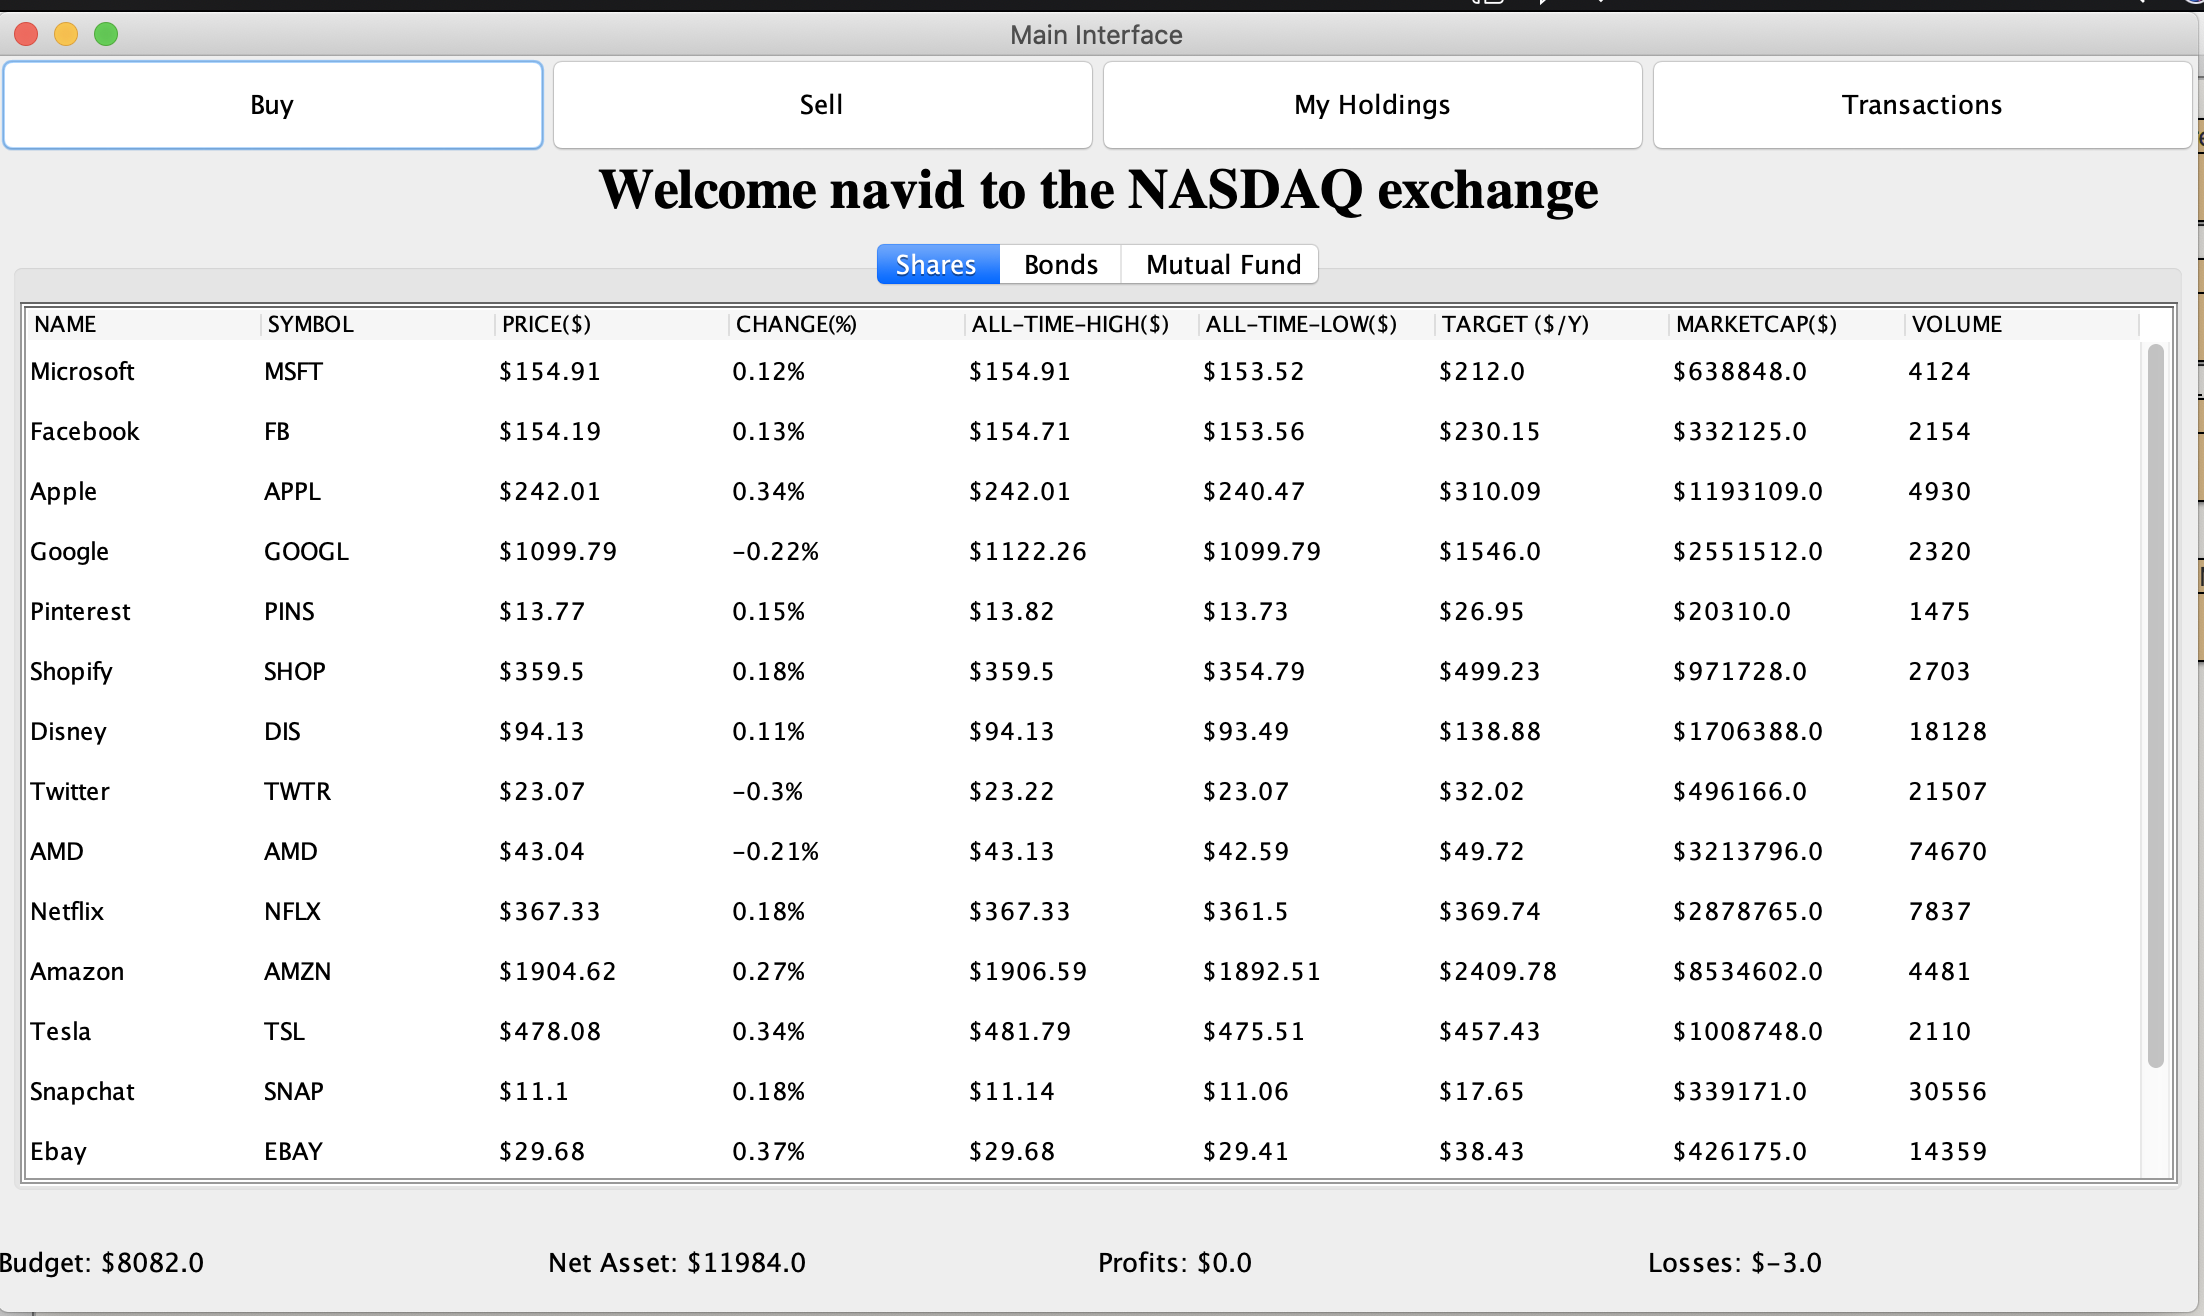 Main Interface
Buy Sell My Holdings Transactions
Welcome navid to the NASDAQ exchange
Shares Bonds Mutual Fund
NAME SYMBOL PRICE($) CHANGE(%) ALL-TIME-HIGH($) ALL-TIME-LOW($) TARGET ($/Y) MARKETCAP($) VOLUME
Microsoft MSFT $154.91 0.12% $154.91 $153.52 $212.0 $638848.0 4124
Facebook FB $154.19 0.13% $154.71 $153.56 $230.15 $332125.0 2154
Apple APPL $242.01 0.34% $242.01 $240.47 $310.09 $1193109.0 4930
Google GOOGL $1099.79 -0.22% $1122.26 $1099.79 $1546.0 $2551512.0 2320
Pinterest PINS $13.77 0.15% $13.82 $13.73 $26.95 $20310.0 1475
Shopify SHOP $359.5 0.18% $359.5 $354.79 $499.23 $971728.0 2703
Disney DIS $94.13 0.11% $94.13 $93.49 $138.88 $1706388.0 18128
Twitter TWTR $23.07 -0.3% $23.22 $23.07 $32.02 $496166.0 21507
AMD AMD $43.04 -0.21% $43.13 $42.59 $49.72 $3213796.0 74670
Netflix NFLX $367.33 0.18% $367.33 $361.5 $369.74 $2878765.0 7837
Amazon AMZN $1904.62 0.27% $1906.59 $1892.51 $2409.78 $8534602.0 4481
Tesla TSL $478.08 0.34% $481.79 $475.51 $457.43 $1008748.0 2110
Snapchat SNAP $11.1 0.18% $11.14 $11.06 $17.65 $339171.0 30556
Ebay EBAY $29.68 0.37% $29.68 $29.41 $38.43 $426175.0 14359
Budget: $8082.0 Net Asset: $11984.0 Profits: $0.0 Losses: $-3.0